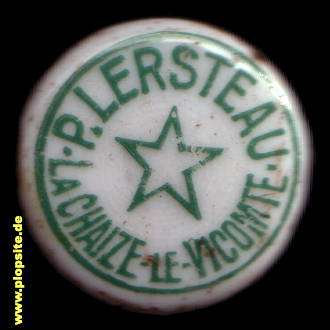 P. LERSTEAU
- LA CHAIZE-LE-VICOMTE -
www.plopsite.de